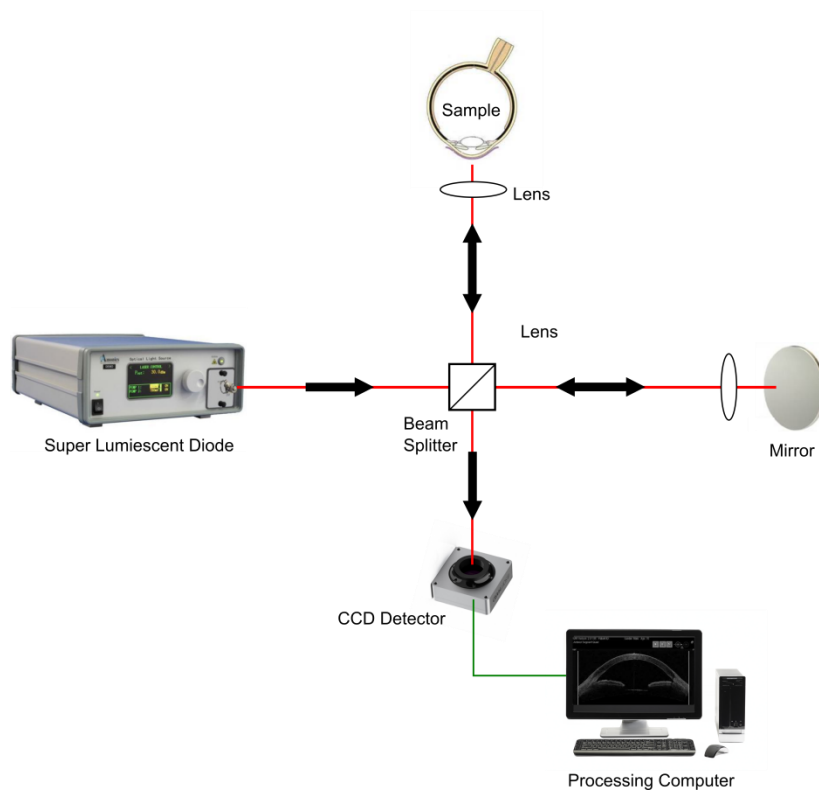 Sample
Lens
Lens
Super Lumiescent Diode
Beam
Splitter
Mirror
CCD Detector
Processing Computer